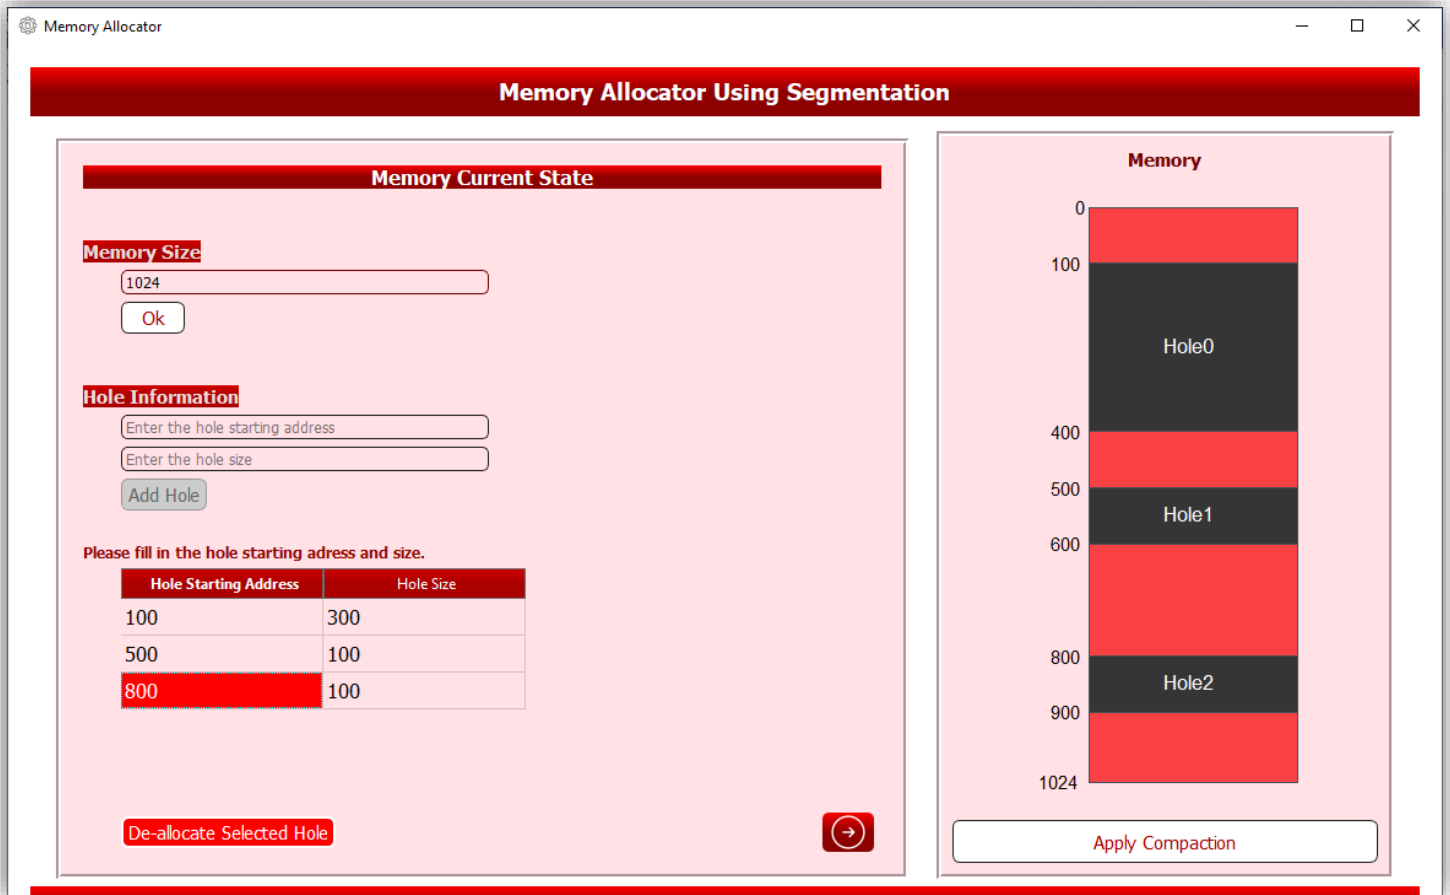 Memory Allocator
Memory Allocator Using Segmentation
Memory Current State
Memory Size
1024
Ok
Hole Information
Enter the hole starting address
Enter the hole size
Add Hole
Please fill in the hole starting adress and size.
Hole Starting Address Hole Size
100 300
500 100
800 100
De-allocate Selected Hole
Memory
0
100
Hole0
400
500
Hole1
600
800
Hole2
900
1024
Apply Compaction